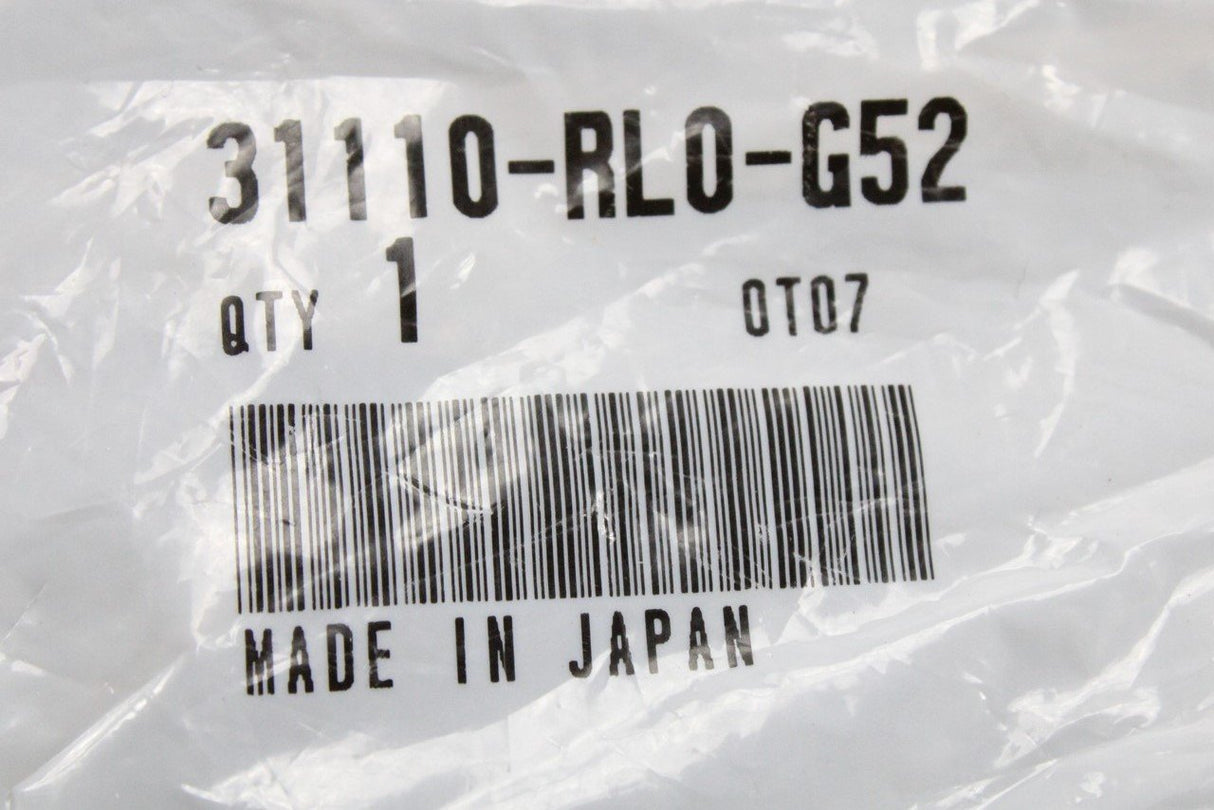 31110-RL0-G52
QTY 1 0T07
MADE IN JAPAN